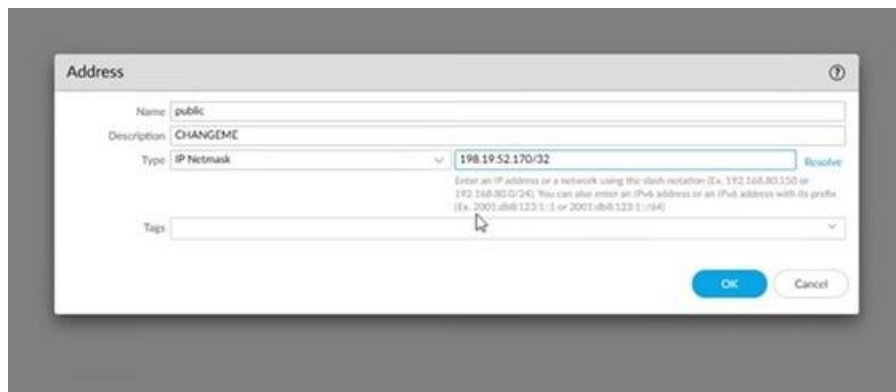 Address
Name public
Description CHANGEME
Type IP Netmask 198.19.52.170/32 Resolve
Enter an IP address or a network using the slash notation (Ex. 192.168.80.150 or
192.168.80.0/24). You can also enter an IPv6 address or an IPv6 address with its prefix
(Ex. 2001:db8:123:1::1 or 2001:db8:123:1::/64)
Tags
OK Cancel